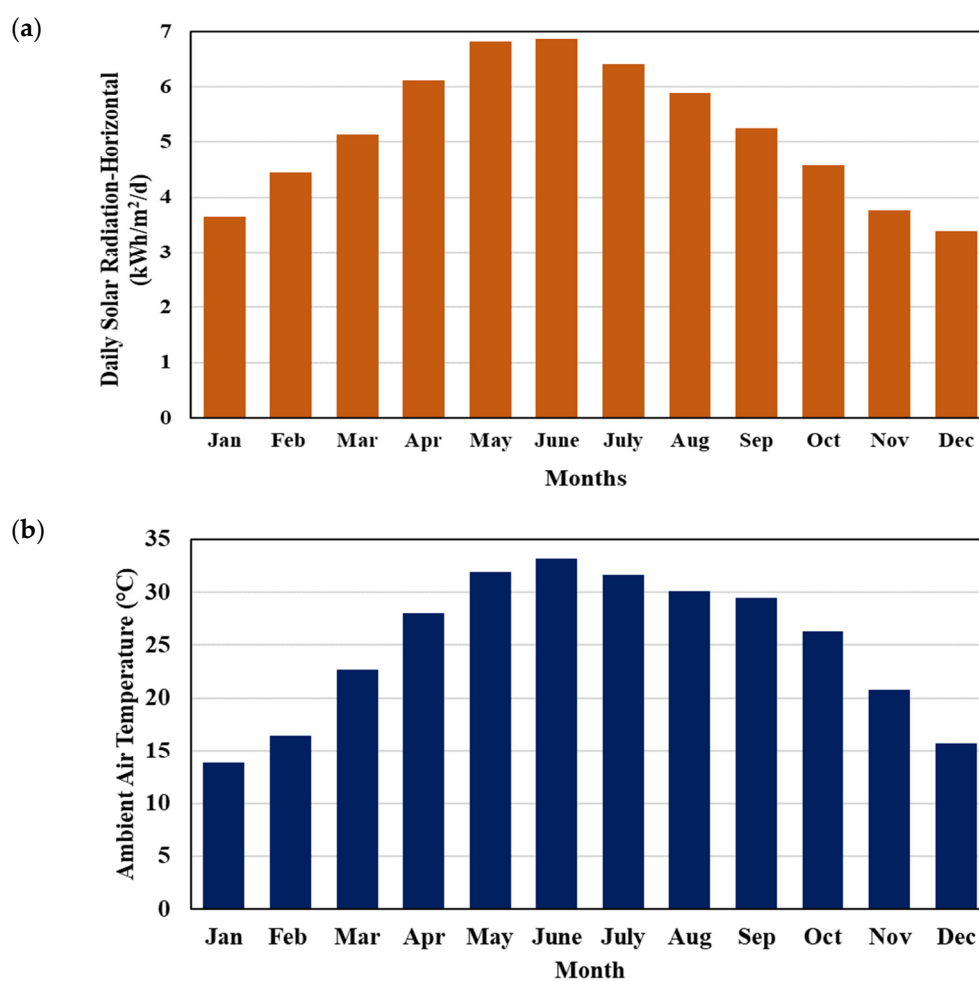 (a)
Daily Solar Radiation-Horizontal
(kWh/m²/d)
7
6
5
4
3
2
1
0
Jan Feb Mar Apr May June July Aug Sep Oct Nov Dec
Months
(b)
Ambient Air Temperature (°C)
35
30
25
20
15
10
5
0
Jan Feb Mar Apr May June July Aug Sep Oct Nov Dec
Month